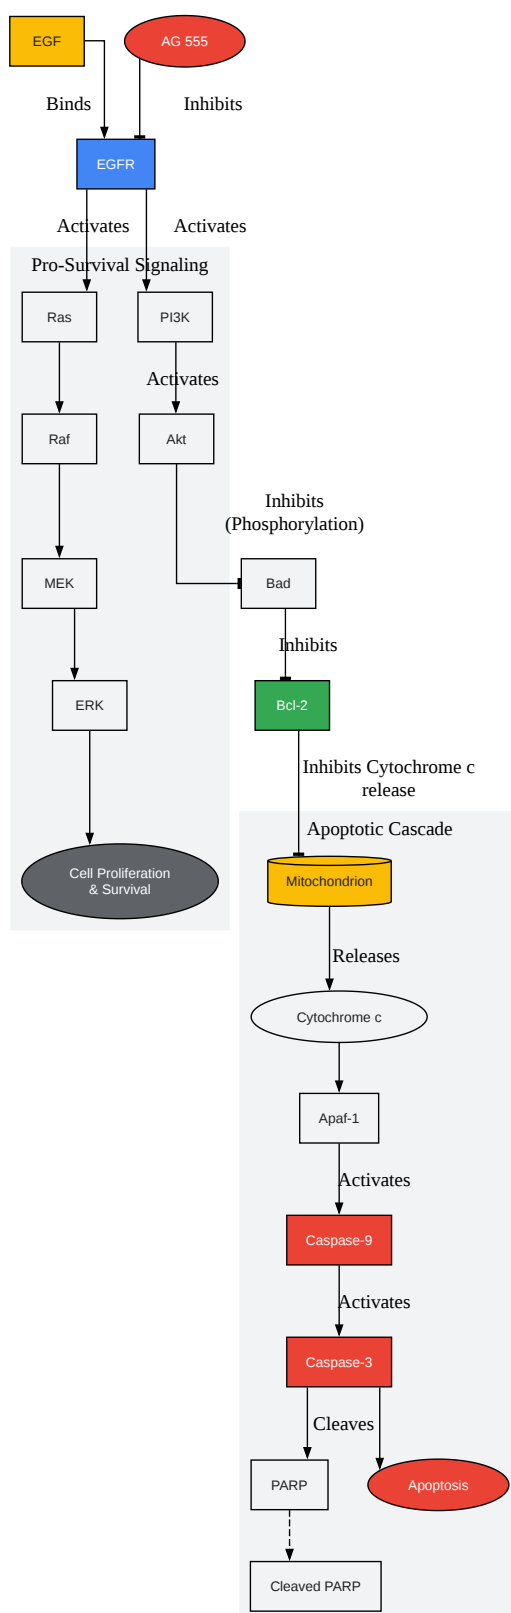 EGF
AG 555
Binds
Inhibits
EGFR
Activates
Activates
Pro-Survival Signaling
Ras
PI3K
Activates
Raf
Akt
Inhibits
(Phosphorylation)
MEK
Bad
Inhibits
ERK
Bcl-2
Inhibits Cytochrome c
release
Apoptotic Cascade
Cell Proliferation
& Survival
Mitochondrion
Releases
Cytochrome c
Apaf-1
Activates
Caspase-9
Activates
Caspase-3
Cleaves
PARP
Apoptosis
Cleaved PARP